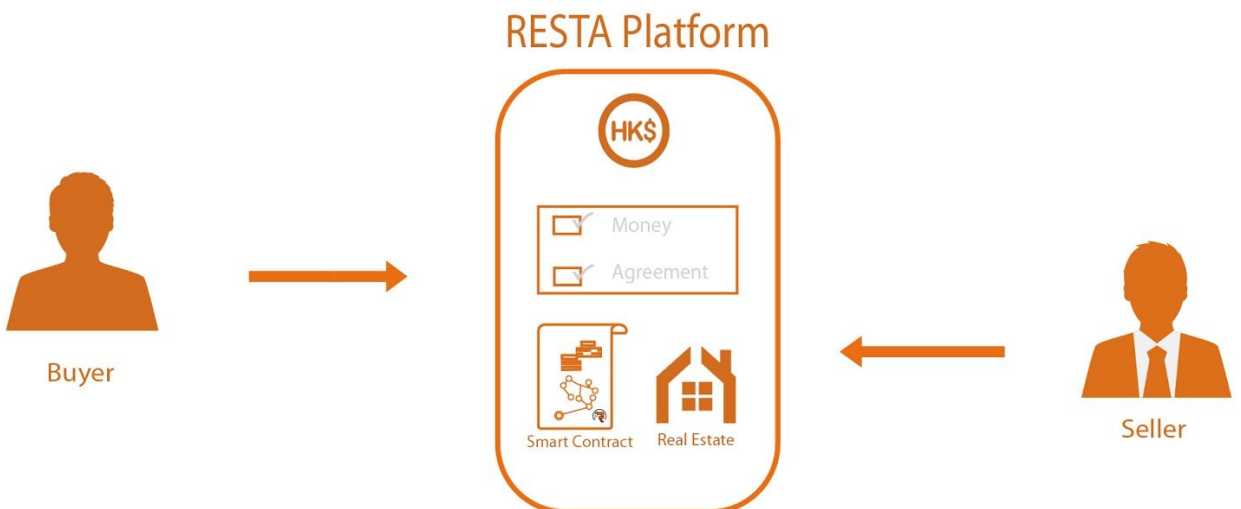 RESTA Platform
HK$
Money
Agreement
Buyer
Smart Contract
Real Estate
Seller